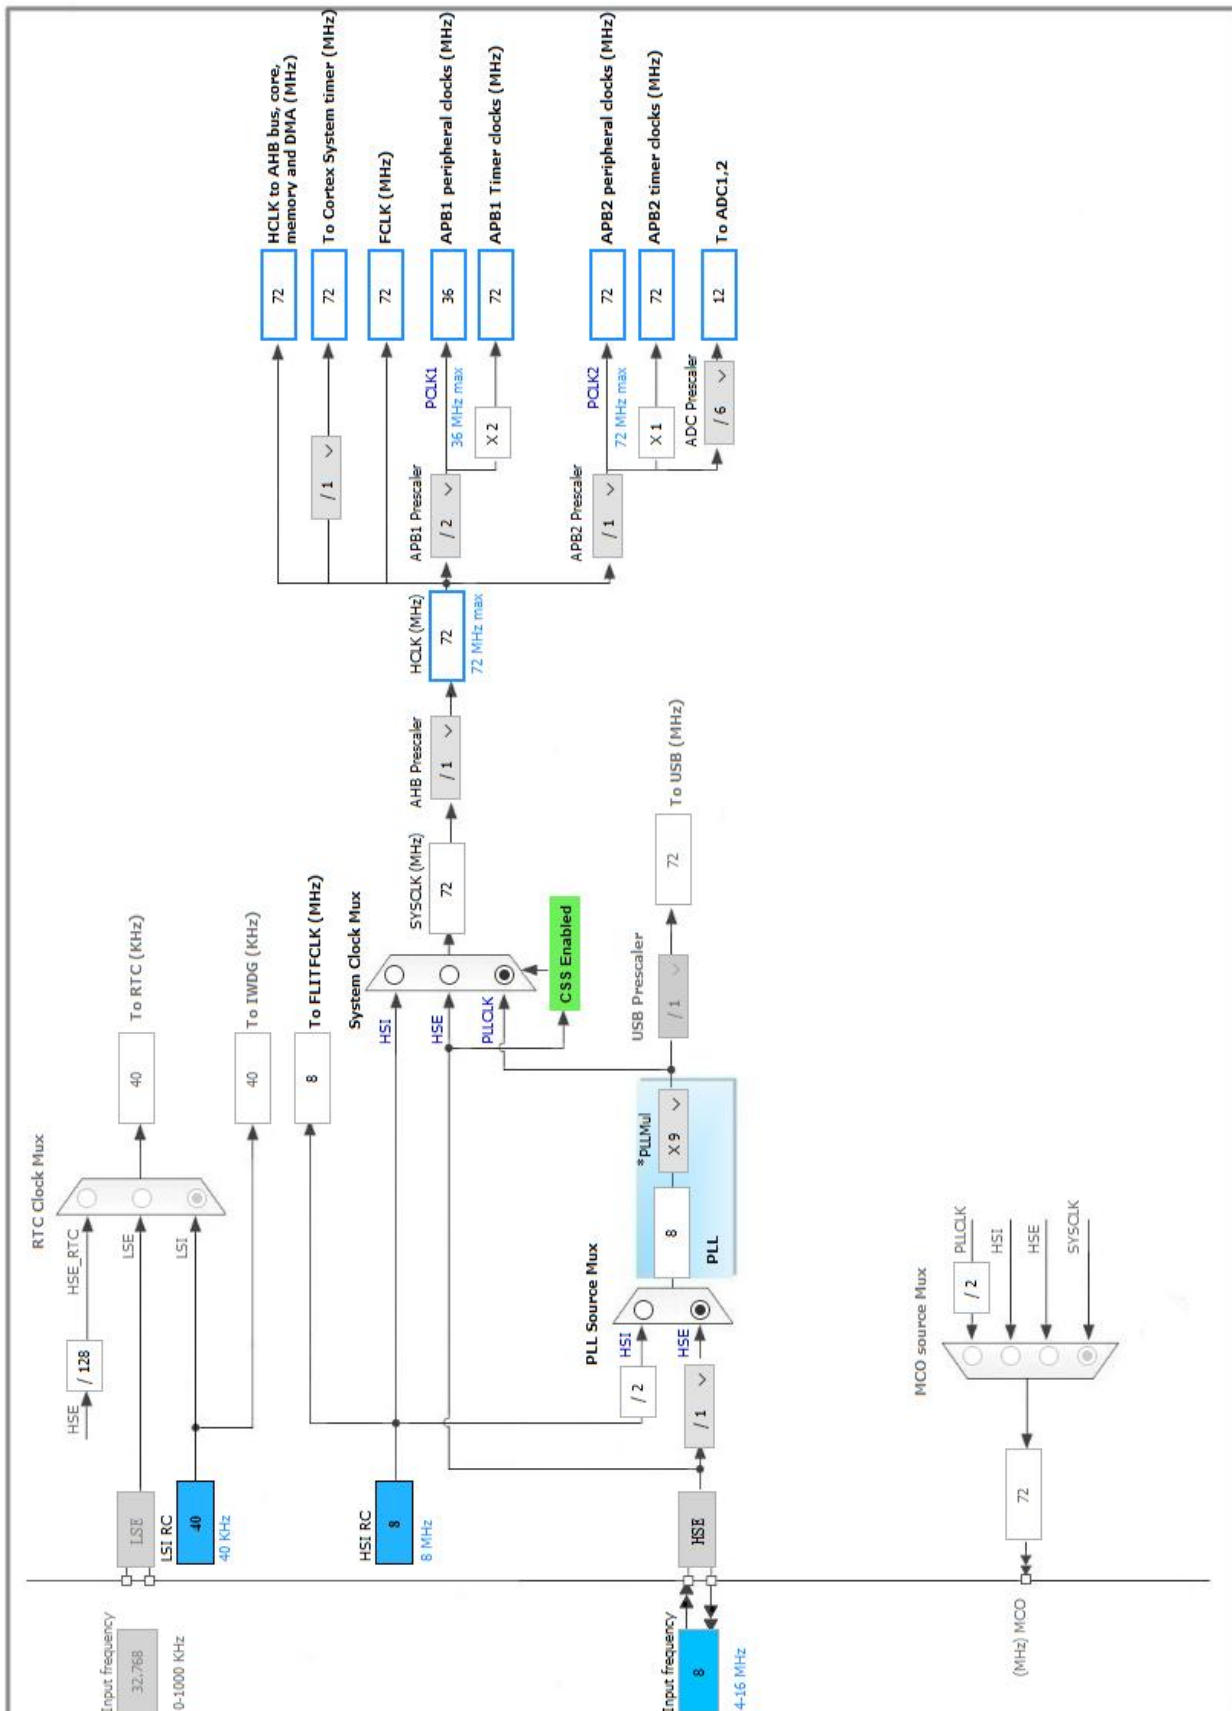 RTC Clock Mux
HSE
/ 128
HSE_RTC
LSE
LSI
To RTC (KHz)
40
Input frequency
32.768
0-1000 KHz
LSE
LSI RC
40
40 KHz
40
To IWDG (KHz)
8
To FLITFCLK (MHz)
HSI RC
8
8 MHz
System Clock Mux
HSI
HSE
PLLCLK
CSS Enabled
SYSCLK (MHz)
72
AHB Prescaler
/ 1
HCLK (MHz)
72
72 MHz max
/ 1
APB1 Prescaler
/ 2
PCLK1
36 MHz max
X 2
APB2 Prescaler
/ 1
PCLK2
72 MHz max
X 1
ADC Prescaler
/ 6
72
HCLK to AHB bus, core,
memory and DMA (MHz)
72
To Cortex System timer (MHz)
72
FCLK (MHz)
36
APB1 peripheral clocks (MHz)
72
APB1 Timer clocks (MHz)
72
APB2 peripheral clocks (MHz)
72
APB2 timer clocks (MHz)
12
To ADC1,2
Input frequency
8
4-16 MHz
HSE
/ 2
/ 1
PLL Source Mux
HSI
HSE
8
*PLLMul
X 9
PLL
USB Prescaler
/ 1
72
To USB (MHz)
MCO source Mux
/ 2
PLLCLK
HSI
HSE
SYSCLK
72
(MHz) MCO